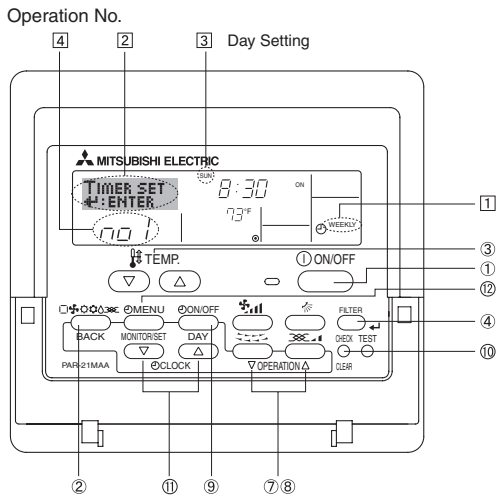 Operation No.
4 2 3 Day Setting
MITSUBISHI ELECTRIC
SUN
TIMER SET
↵:ENTER
8:30 ON
73°F
WEEKLY
no 1
1
TEMP. ON/OFF
③
①
⑫
MENU ON/OFF FILTER
④
BACK MONITOR/SET DAY CHECK TEST
⑩
PAR-21MAA CLOCK ▽OPERATION△ CLEAR
② ⑪ ⑨ ⑦⑧